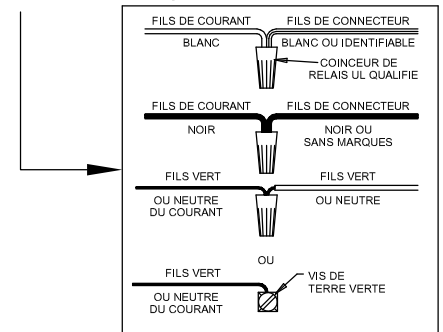 FILS DE COURANT FILS DE CONNECTEUR
BLANC BLANC OU IDENTIFIABLE
COINCEUR DE
RELAIS UL QUALIFIE
FILS DE COURANT FILS DE CONNECTEUR
NOIR NOIR OU
SANS MARQUES
FILS VERT FILS VERT
OU NEUTRE OU NEUTRE
DU COURANT
OU
FILS VERT VIS DE
TERRE VERTE
OU NEUTRE
DU COURANT